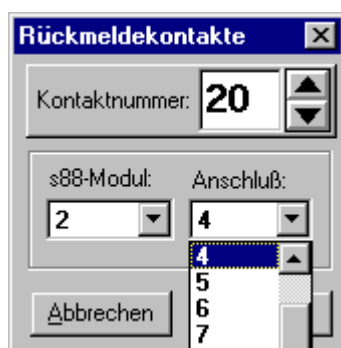 Rückmeldekontakte
Kontaktnummer: 20
s88-Modul: Anschluß:
2 4
4
5
6
7
Abbrechen